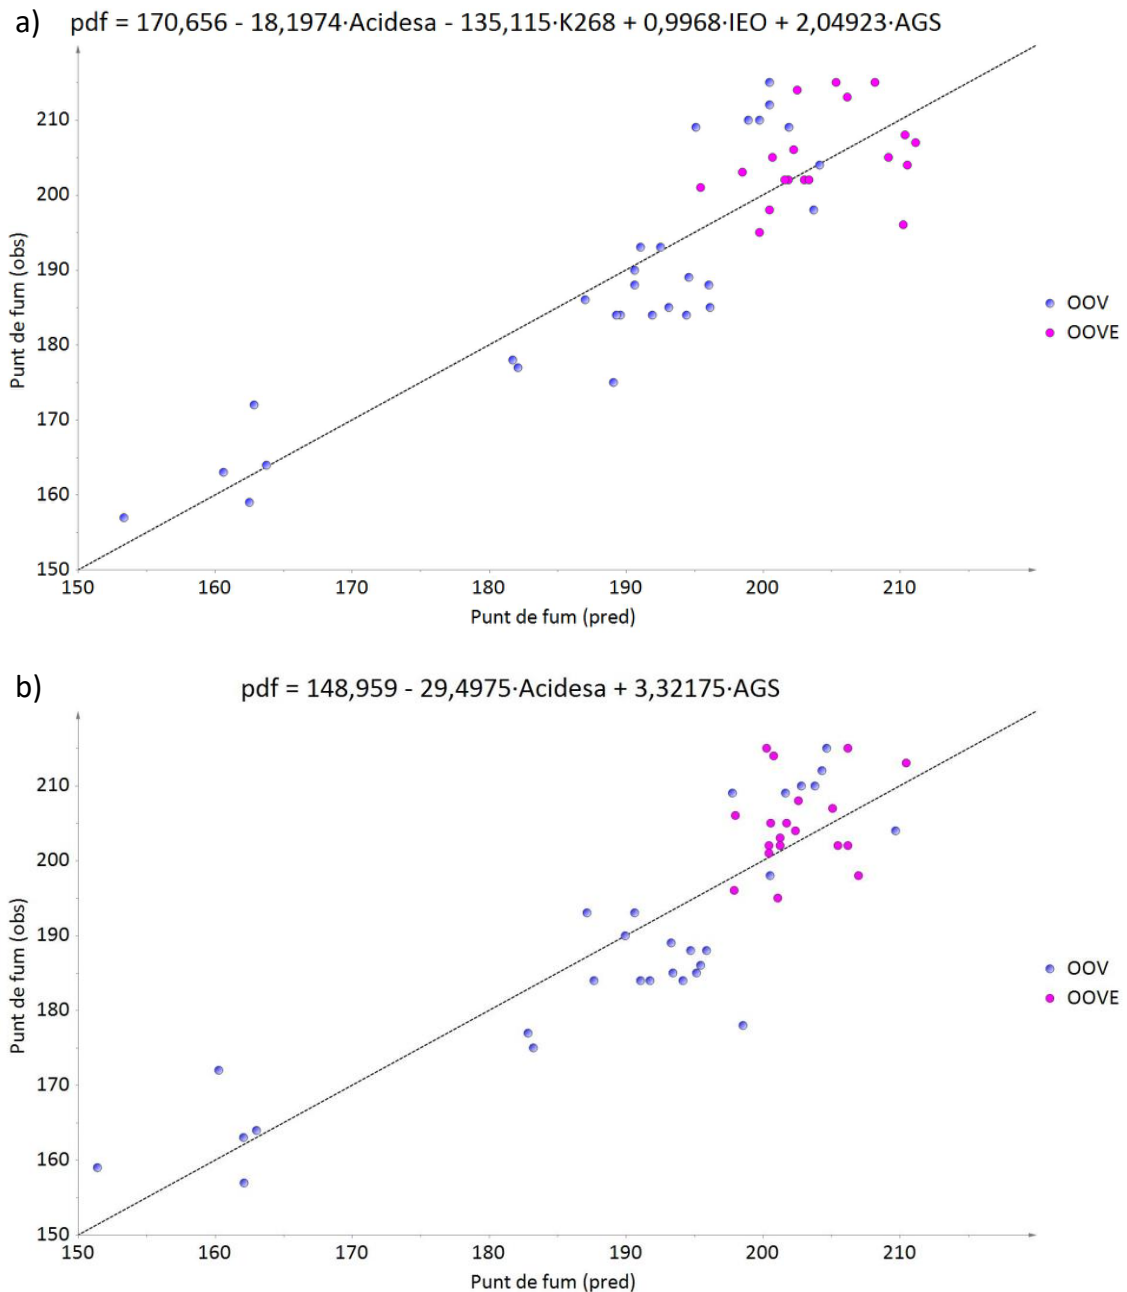 a)
pdf = 170,656 - 18,1974·Acidesa - 135,115·K268 + 0,9968·IEO + 2,04923·AGS
Punt de fum (obs)
210
200
190
180
170
160
150
150 160 170 180 190 200 210
Punt de fum (pred)
OOV
OOVE
b)
pdf = 148,959 - 29,4975·Acidesa + 3,32175·AGS
Punt de fum (obs)
210
200
190
180
170
160
150
150 160 170 180 190 200 210
Punt de fum (pred)
OOV
OOVE